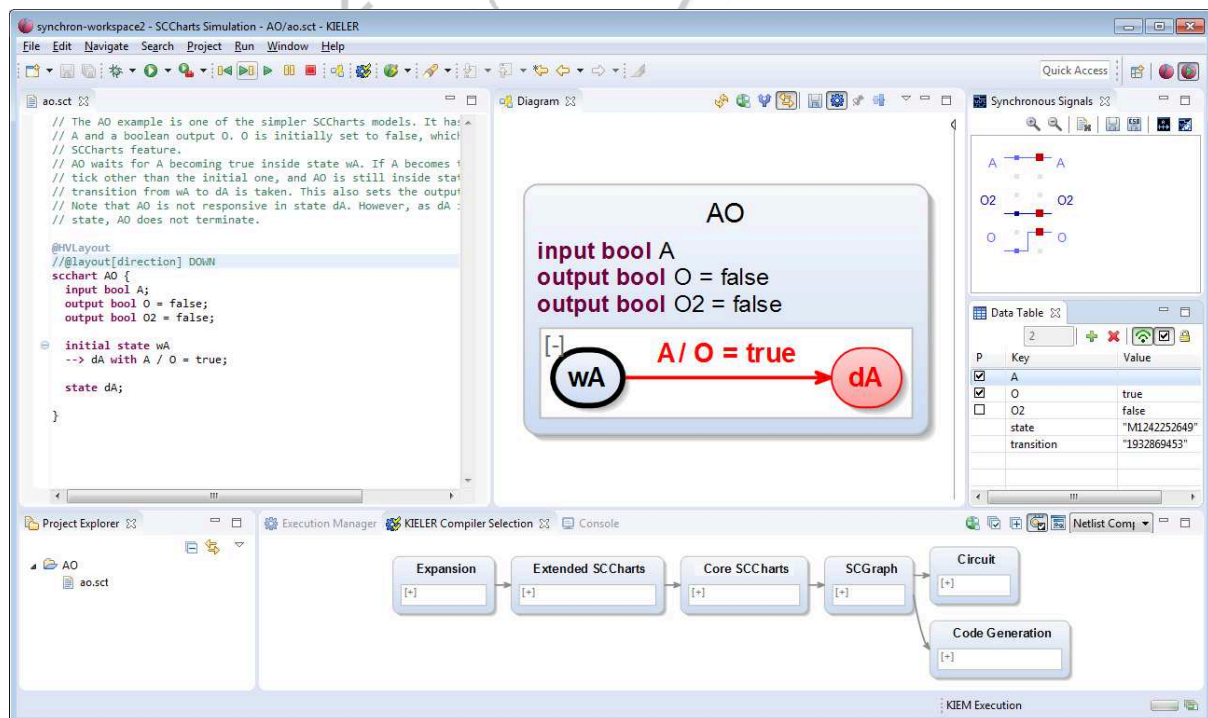 synchron-workspace2 - SCCharts Simulation - AO/ao.sct - KIELER
File Edit Navigate Search Project Run Window Help
Quick Access
ao.sct
// The AO example is one of the simpler SCCharts models. It has
// A and a boolean output O. O is initially set to false, which
// SCCharts feature.
// AO waits for A becoming true inside state wA. If A becomes t
// tick other than the initial one, and AO is still inside stat
// transition from wA to dA is taken. This also sets the output
// Note that AO is not responsive in state dA. However, as dA i
// state, AO does not terminate.
@HVLayout
//@layout[direction] DOWN
scchart AO {
input bool A;
output bool O = false;
output bool O2 = false;
initial state wA
--> dA with A / O = true;
state dA;
}
Diagram
AO
input bool A
output bool O = false
output bool O2 = false
[-]
wA
A / O = true
dA
Synchronous Signals
A A
O2 O2
O O
Data Table
2
P Key Value
A
O true
O2 false
state "M1242252649"
transition "1932869453"
Project Explorer
AO
ao.sct
Execution Manager KIELER Compiler Selection Console
Netlist Comp
Expansion
[+]
Extended SCCharts
[+]
Core SCCharts
[+]
SCGraph
[+]
Circuit
[+]
Code Generation
[+]
KIEM Execution